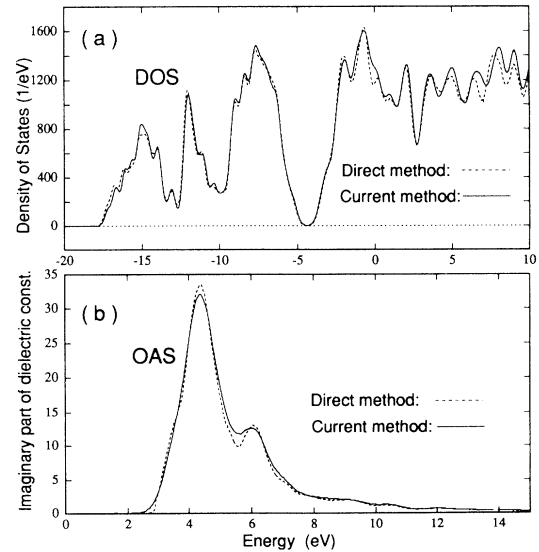 (a)
DOS
Density of States (1/eV)
1600
1200
800
400
0
Direct method:
Current method:
-20 -15 -10 -5 0 5 10
(b)
OAS
Imaginary part of dielectric const.
35
30
25
20
15
10
5
0
Direct method:
Current method:
0 2 4 6 8 10 12 14
Energy (eV)